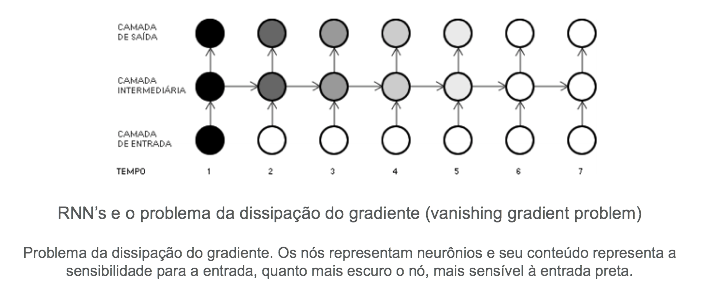 CAMADA
DE SAÍDA
CAMADA
INTERMEDIÁRIA
CAMADA
DE ENTRADA
TEMPO 1 2 3 4 5 6 7
RNN's e o problema da dissipação do gradiente (vanishing gradient problem)
Problema da dissipação do gradiente. Os nós representam neurônios e seu conteúdo representa a
sensibilidade para a entrada, quanto mais escuro o nó, mais sensível à entrada preta.